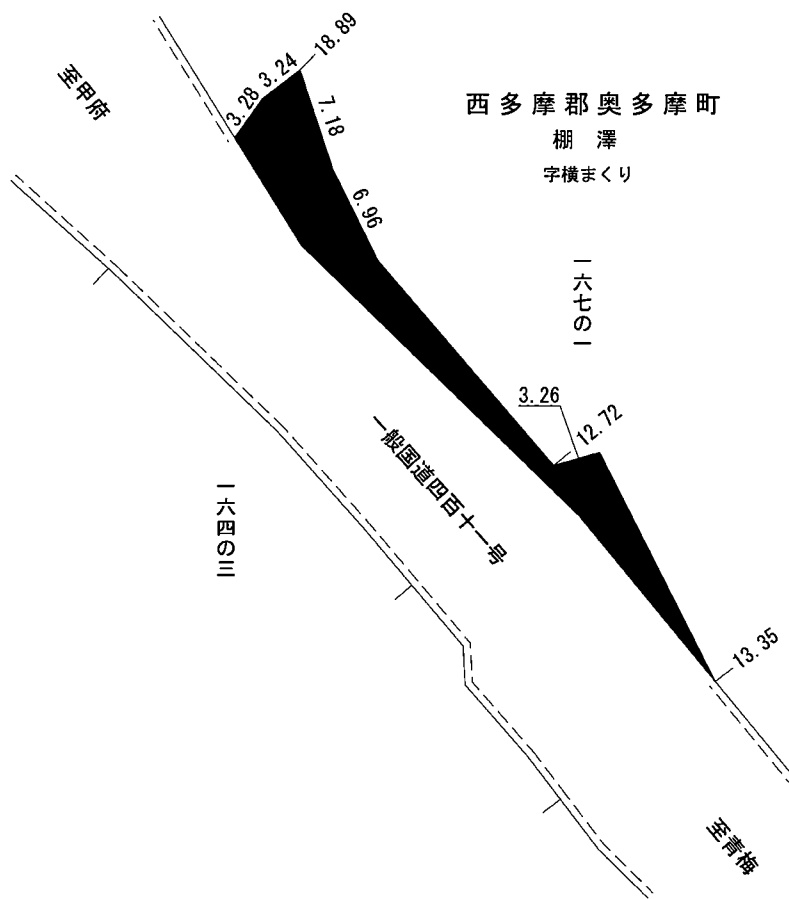 至甲府
3.28
3.24
18.89
7.18
6.96
西多摩郡奥多摩町
棚澤
字横まくり
一六七の一
3.26
12.72
一般国道四百十一号
一六四の三
13.35
至青梅